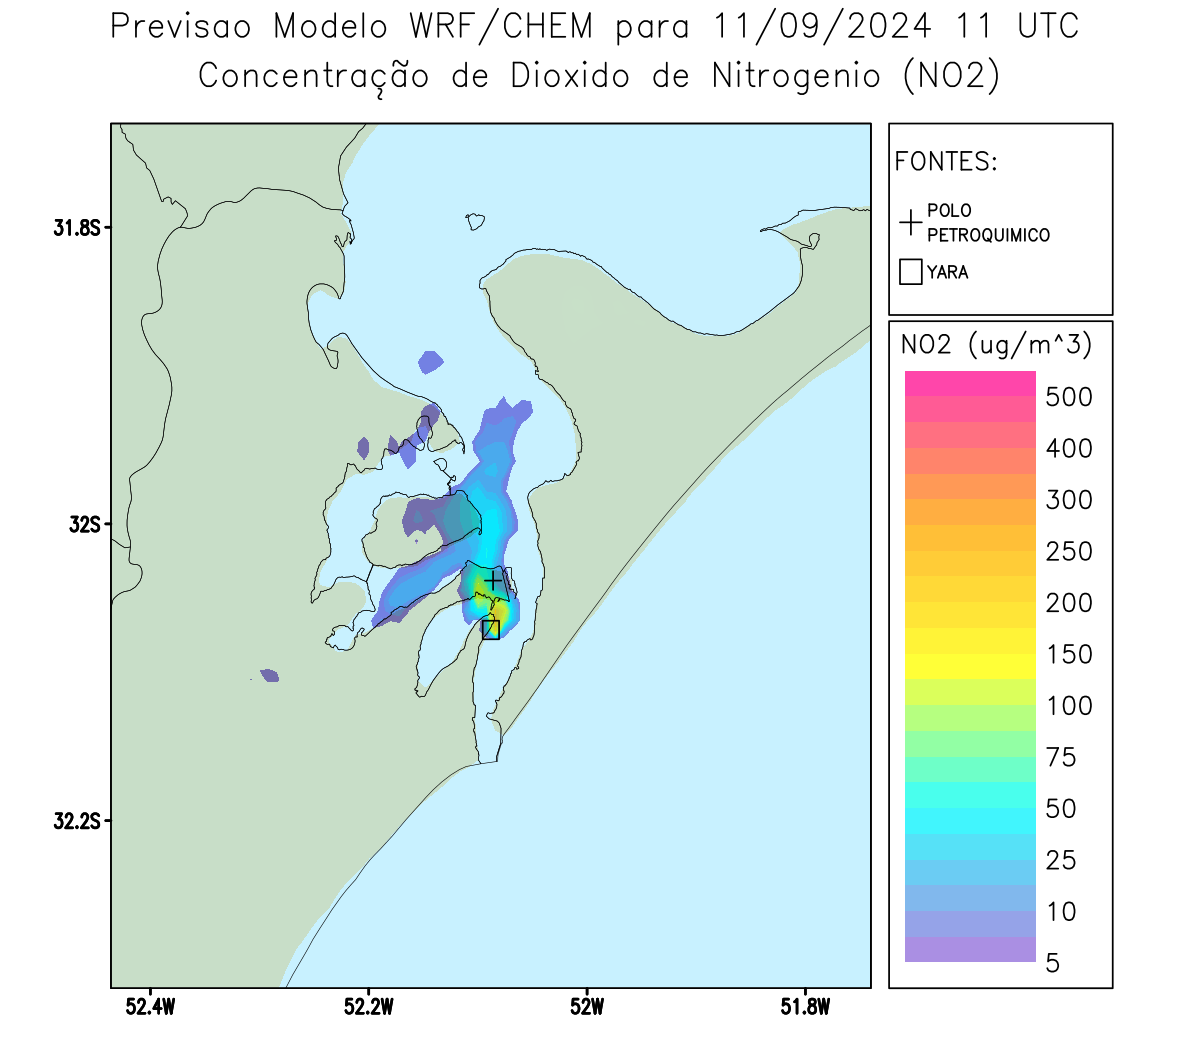 Previsao Modelo WRF/CHEM para 11/09/2024 11 UTC
Concentração de Dioxido de Nitrogenio (NO2)
FONTES:
POLO
PETROQUIMICO
YARA
NO2 (ug/m^3)
500
400
300
250
200
150
100
75
50
25
10
5
31.8S
32S
32.2S
52.4W
52.2W
52W
51.8W